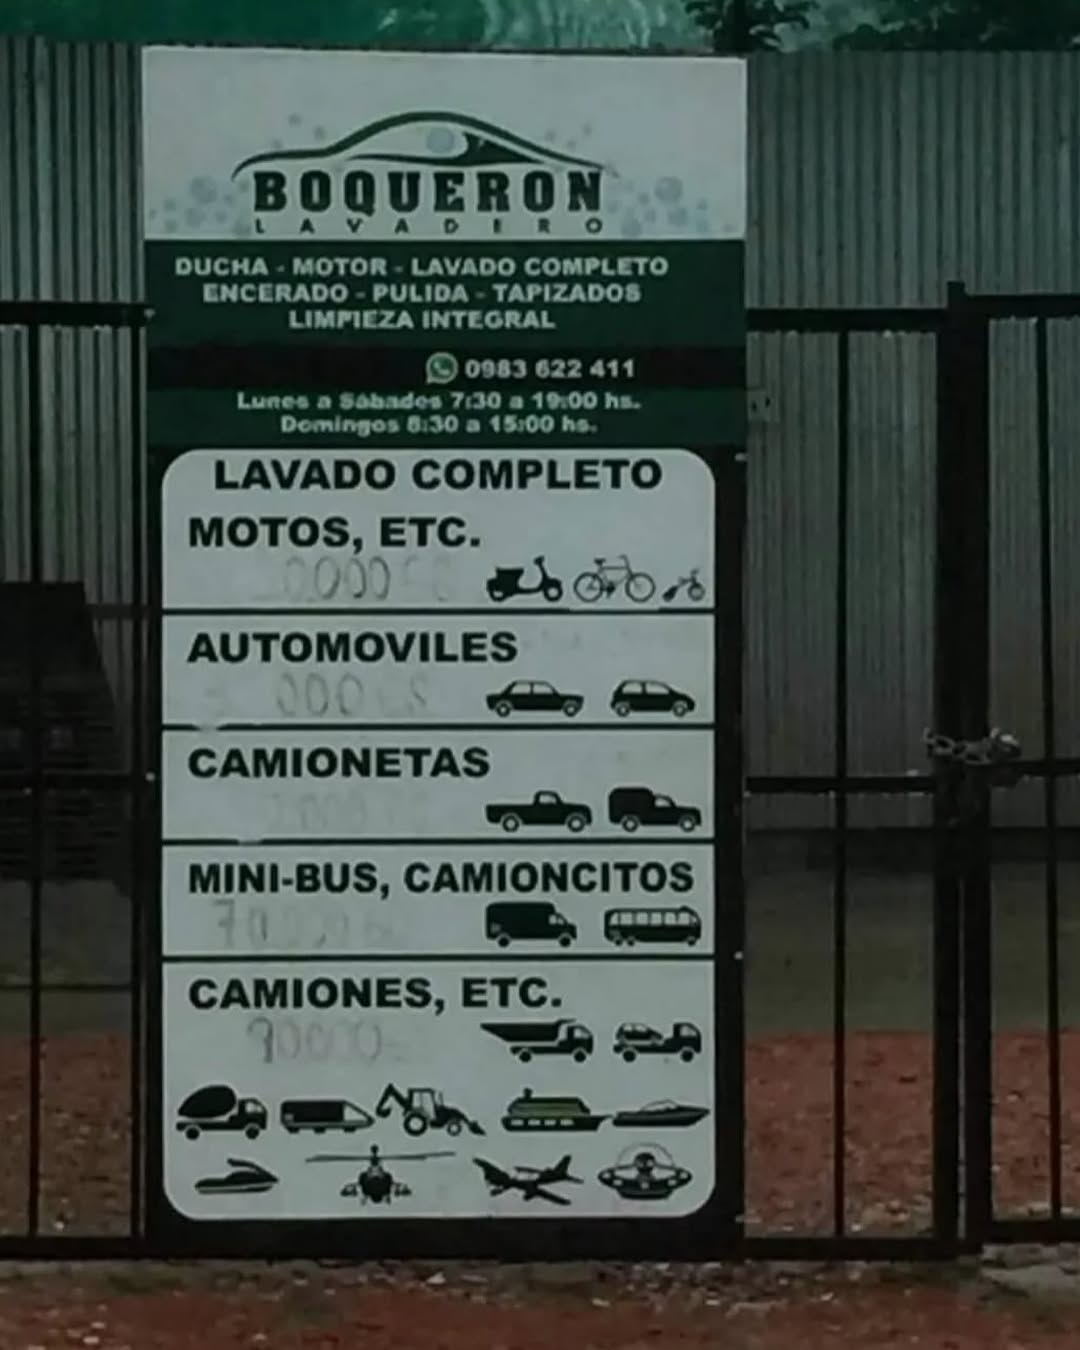 BOQUERON
LAVADERO
DUCHA - MOTOR - LAVADO COMPLETO
ENCERADO - PULIDA - TAPIZADOS
LIMPIEZA INTEGRAL
0983 622 411
Lunes a Sábades 7:30 a 19:00 hs.
Domingos 8:30 a 15:00 hs.
LAVADO COMPLETO
MOTOS, ETC.
AUTOMOVILES
CAMIONETAS
MINI-BUS, CAMIONCITOS
CAMIONES, ETC.